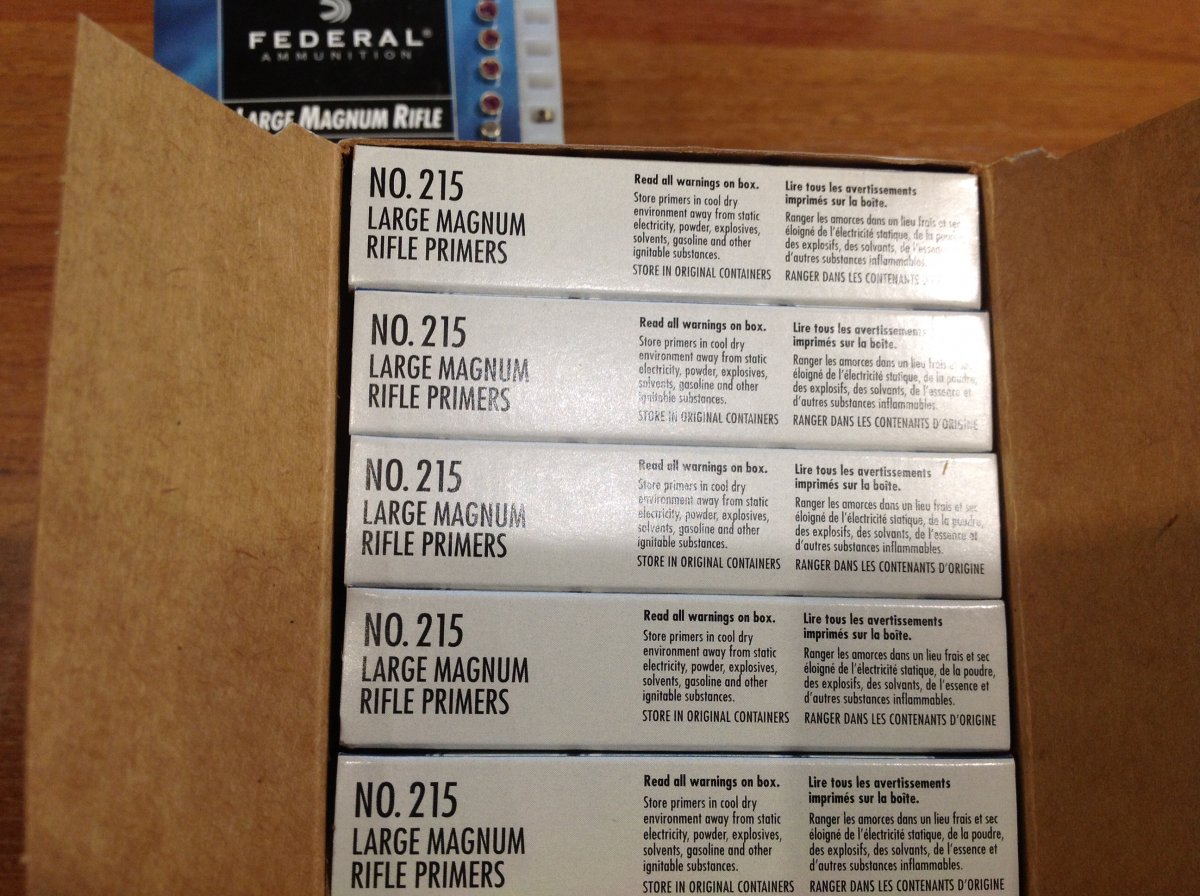 FEDERAL®
AMMUNITION
LARGE MAGNUM RIFLE
NO. 215
LARGE MAGNUM
RIFLE PRIMERS
Read all warnings on box.
Store primers in cool dry
environment away from static
electricity, powder, explosives,
solvents, gasoline and other
ignitable substances.
STORE IN ORIGINAL CONTAINERS
Lire tous les avertissements
imprimés sur la boîte.
Ranger les amorces dans un lieu frais et sec
éloigné de l'électricité statique, de la
des explosifs, des solvants, de
d'autres substances inflammables.
RANGER DANS LES CONTENANTS
NO. 215
LARGE MAGNUM
RIFLE PRIMERS
Read all warnings on box.
Store primers in cool dry
environment away from static
electricity, powder, explosives,
solvents, gasoline and other
ignitable substances.
STORE IN ORIGINAL CONTAINERS
Lire tous les avertissements
imprimés sur la boîte.
Ranger les amorces dans un lieu frais
éloigné de l'électricité statique, de la poudre,
des explosifs, des solvants, de l'essence et
d'autres substances inflammables.
RANGER DANS LES CONTENANTS D'ORIGINE
NO. 215
LARGE MAGNUM
RIFLE PRIMERS
Read all warnings on box.
Store primers in cool dry
environment away from static
electricity, powder, explosives,
solvents, gasoline and other
ignitable substances.
STORE IN ORIGINAL CONTAINERS
Lire tous les avertissements
imprimés sur la boîte.
Ranger les amorces dans un lieu frais et sec
éloigné de l'électricité statique, de la poudre,
des explosifs, des solvants, de l'essence et
d'autres substances inflammables.
RANGER DANS LES CONTENANTS D'ORIGINE
NO. 215
LARGE MAGNUM
RIFLE PRIMERS
Read all warnings on box.
Store primers in cool dry
environment away from static
electricity, powder, explosives,
solvents, gasoline and other
ignitable substances.
STORE IN ORIGINAL CONTAINERS
Lire tous les avertissements
imprimés sur la boîte.
Ranger les amorces dans un lieu frais et sec
éloigné de l'électricité statique, de la poudre,
des explosifs, des solvants, de l'essence et
d'autres substances inflammables.
RANGER DANS LES CONTENANTS D'ORIGINE
NO. 215
LARGE MAGNUM
RIFLE PRIMERS
Read all warnings on box.
Store primers in cool dry
environment away from static
electricity, powder, explosives,
solvents, gasoline and other
ignitable substances.
STORE IN ORIGINAL CONTAINERS
Lire tous les avertissements
imprimés sur la boîte.
Ranger les amorces dans un lieu frais et sec
éloigné de l'électricité statique, de la poudre,
des explosifs, des solvants, de l'essence et
d'autres substances inflammables.
RANGER DANS LES CONTENANTS D'ORIGINE